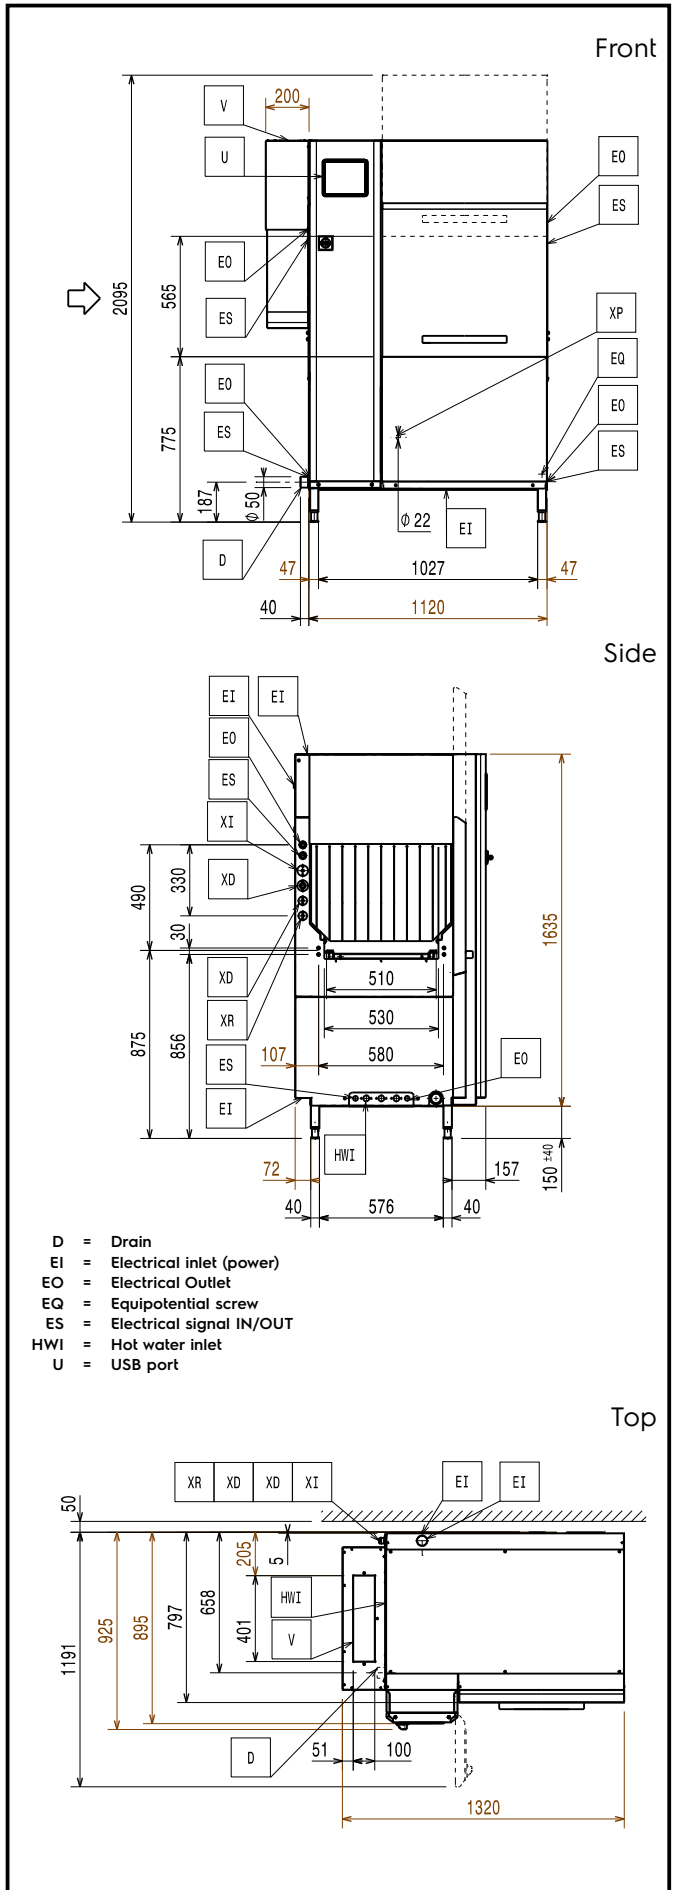 Front
200
V
U
EO
ES
EO
ES
2095
565
XP
EQ
EO
EO
ES
ES
775
187
Φ 50
Φ 22
EI
D
47
1027
47
40
1120
Side
EI
EI
EO
ES
XI
XD
490
330
30
1635
XD
510
XR
530
875
856
107
580
ES
EO
EI
HWI
72
157
150 ±40
40
576
40
D = Drain
EI = Electrical inlet (power)
EO = Electrical Outlet
EQ = Equipotential screw
ES = Electrical signal IN/OUT
HWI = Hot water inlet
U = USB port
Top
XR XD XD XI
EI
EI
50
205
5
HWI
658
797
895
925
401
V
1191
D
51
100
1320